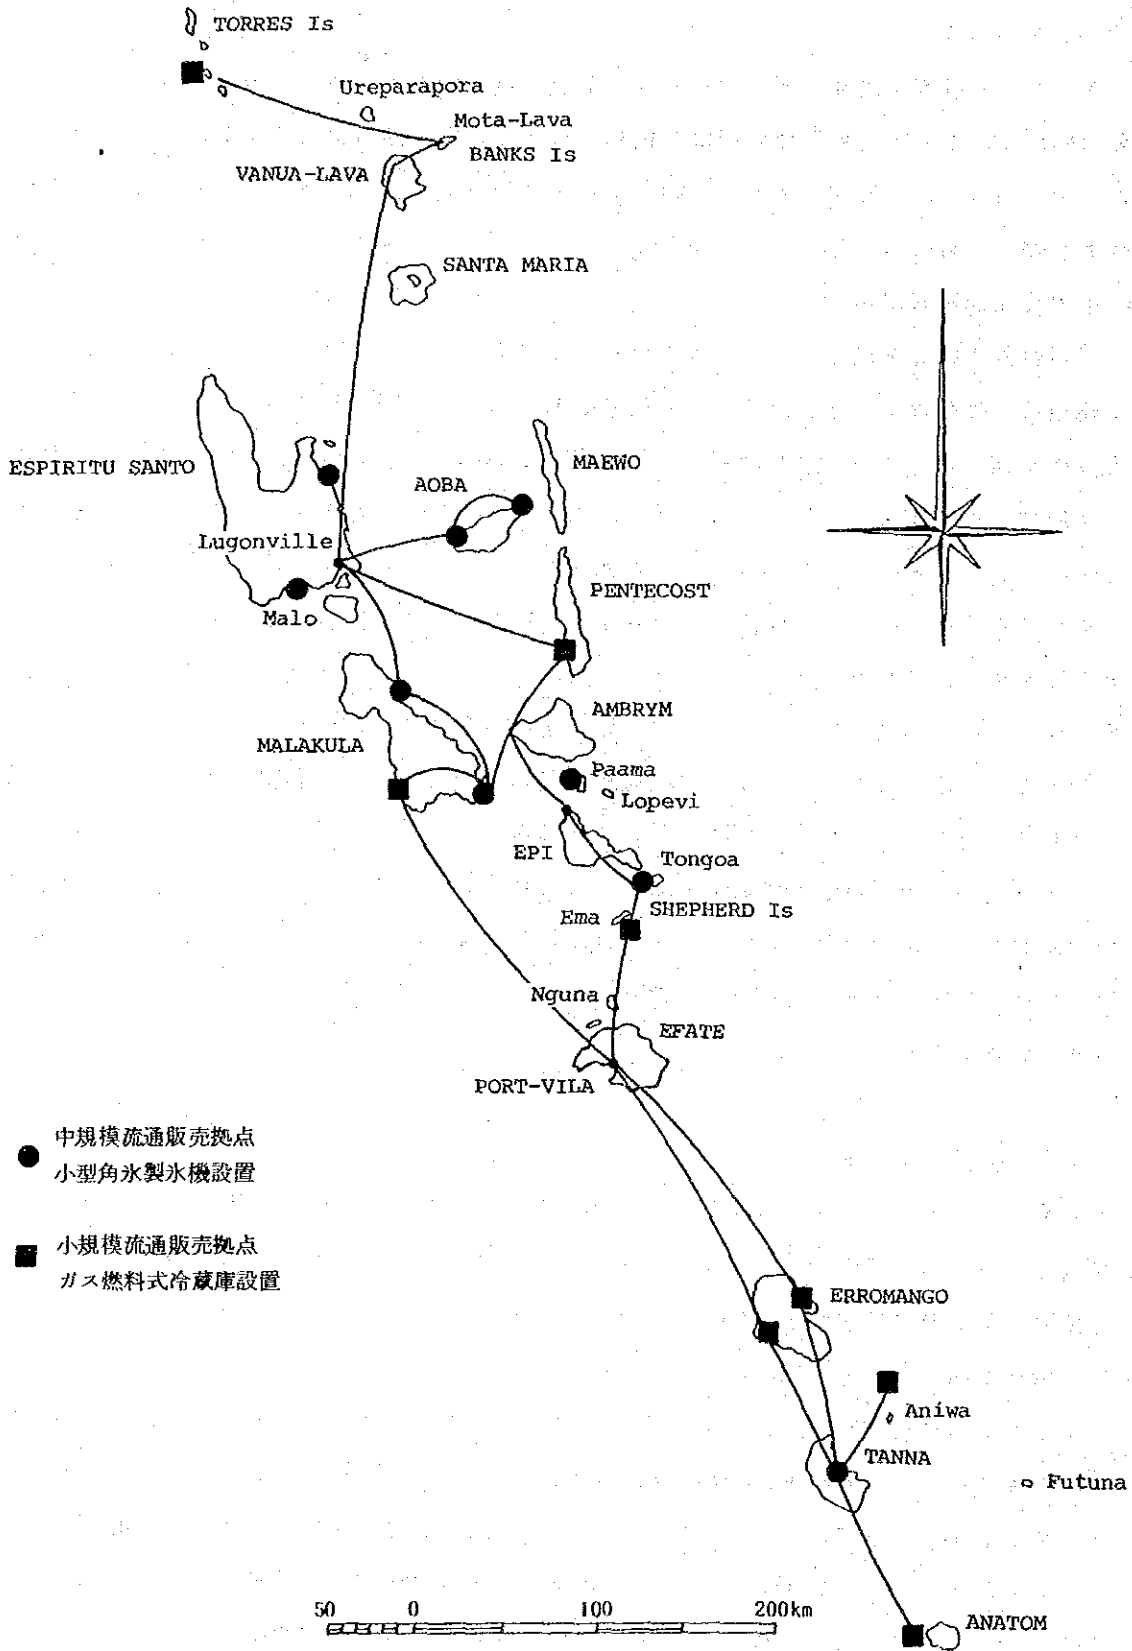 TORRES Is
Ureparapora
Mota-Lava
BANKS Is
VANUA-LAVA
SANTA MARIA
ESPIRITU SANTO
MAEWO
AOBA
Lugonville
PENTECOST
Malo
AMBRYM
MALAKULA
Paama
Lopevi
EPI
Tongoa
SHEPHERD Is
Ema
Nguna
EFATE
PORT-VILA
中規模流通販売拠点
小型角氷製氷機設置
小規模流通販売拠点
ガス燃料式冷蔵庫設置
ERROMANGO
Aniwa
TANNA
Futuna
50 0 100 200km
ANATOM